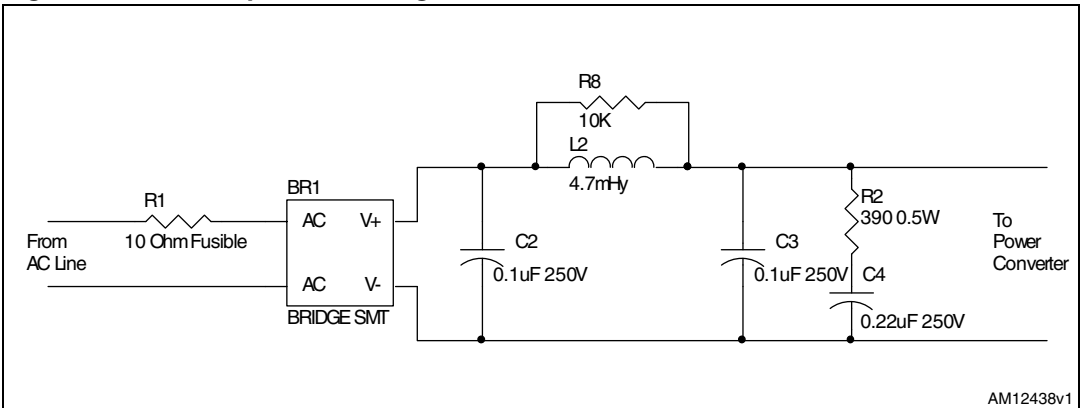 R8
10K
L2
4.7mHy
R1
10 Ohm Fusible
BR1
AC V+
AC V-
BRIDGE SMT
From
AC Line
C2
0.1uF 250V
C3
0.1uF 250V
R2
390 0.5W
C4
0.22uF 250V
To
Power
Converter
AM12438v1